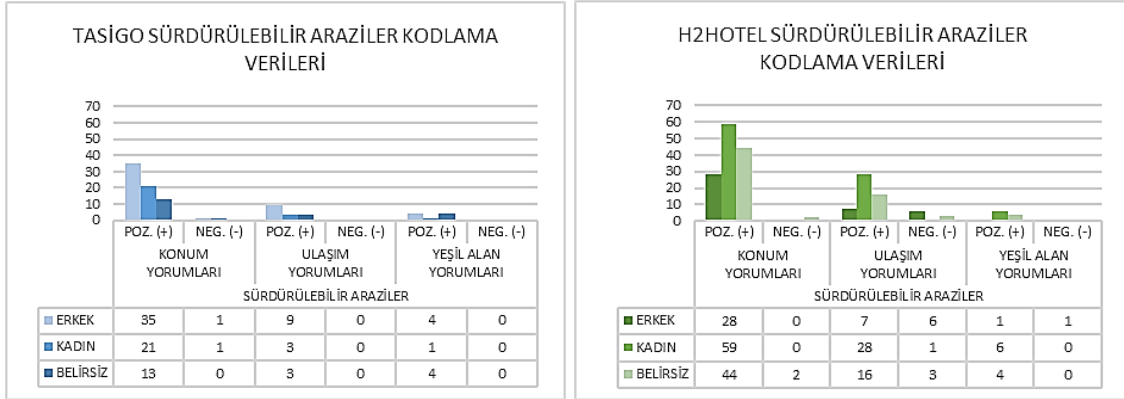 TASİGO SÜRDÜRÜLEBİLİR ARAZİLER KODLAMA
VERİLERİ
70
60
50
40
30
20
10
0
POZ. (+) NEG. (-) POZ. (+) NEG. (-) POZ. (+) NEG. (-)
KONUM ULAŞIM YEŞİL ALAN
YORUMLARI YORUMLARI YORUMLARI
SÜRDÜRÜLEBİLİR ARAZİLER
ERKEK 35 1 9 0 4 0
KADIN 21 1 3 0 1 0
BELİRSİZ 13 0 3 0 4 0
H2HOTEL SÜRDÜRÜLEBİLİR ARAZİLER
KODLAMA VERİLERİ
70
60
50
40
30
20
10
0
POZ. (+) NEG. (-) POZ. (+) NEG. (-) POZ. (+) NEG. (-)
KONUM ULAŞIM YEŞİL ALAN
YORUMLARI YORUMLARI YORUMLARI
SÜRDÜRÜLEBİLİR ARAZİLER
ERKEK 28 0 7 6 1 1
KADIN 59 0 28 1 6 0
BELİRSİZ 44 2 16 3 4 0